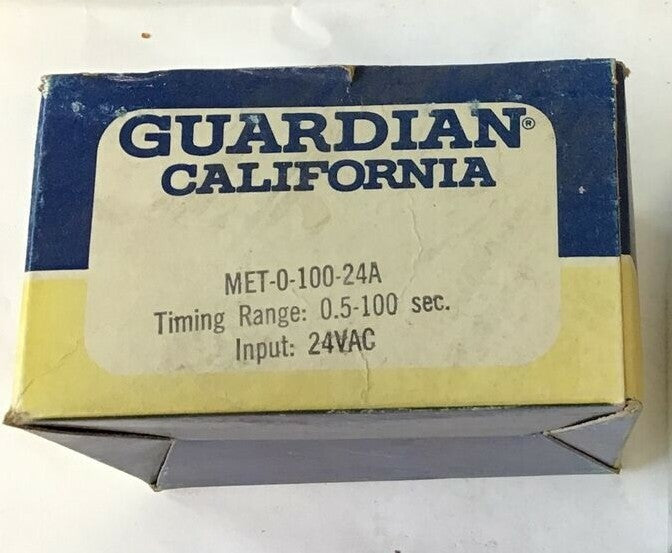 GUARDIAN®
CALIFORNIA
MET-0-100-24A
Timing Range: 0.5-100 sec.
Input: 24VAC